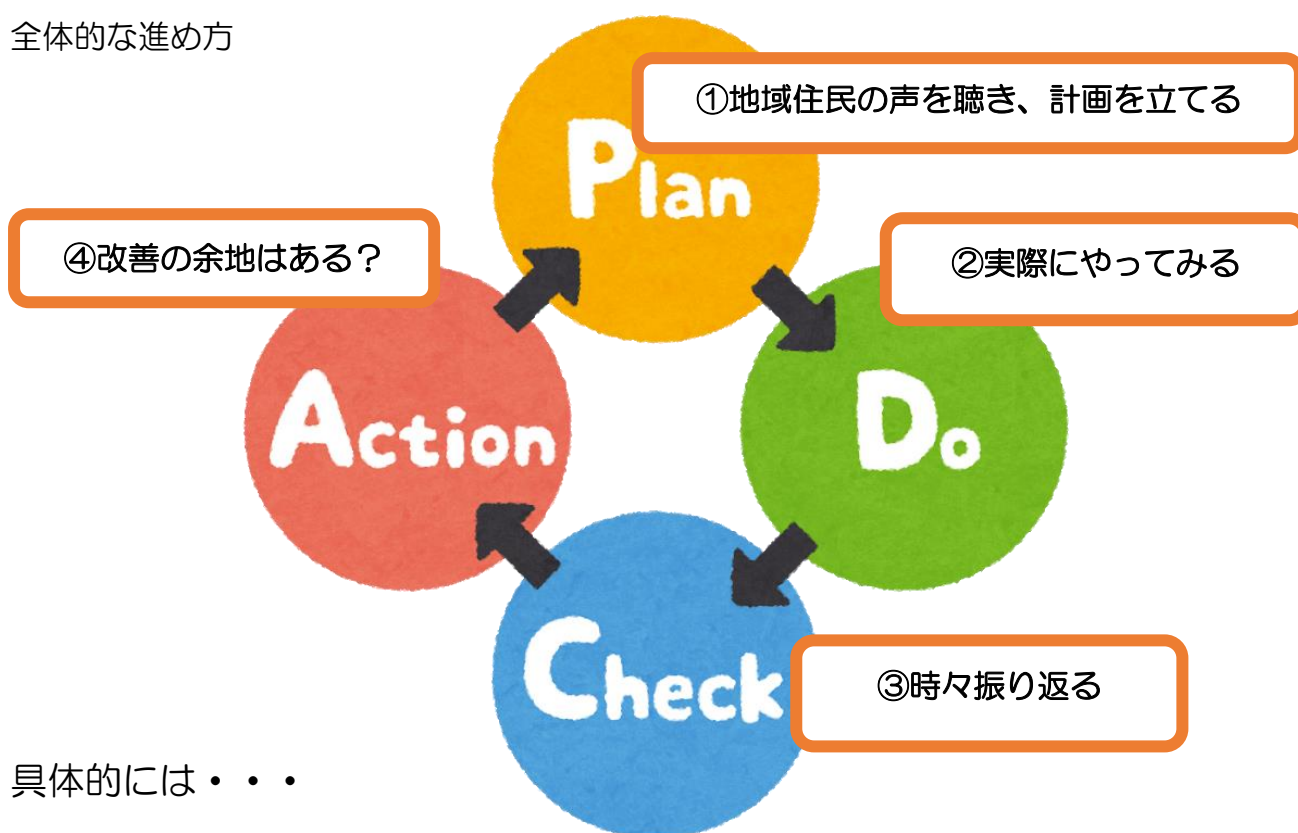 全体的な進め方
①地域住民の声を聴き、計画を立てる
Plan
④改善の余地はある？
②実際にやってみる
Action
Do
Check
③時々振り返る
具体的には・・・